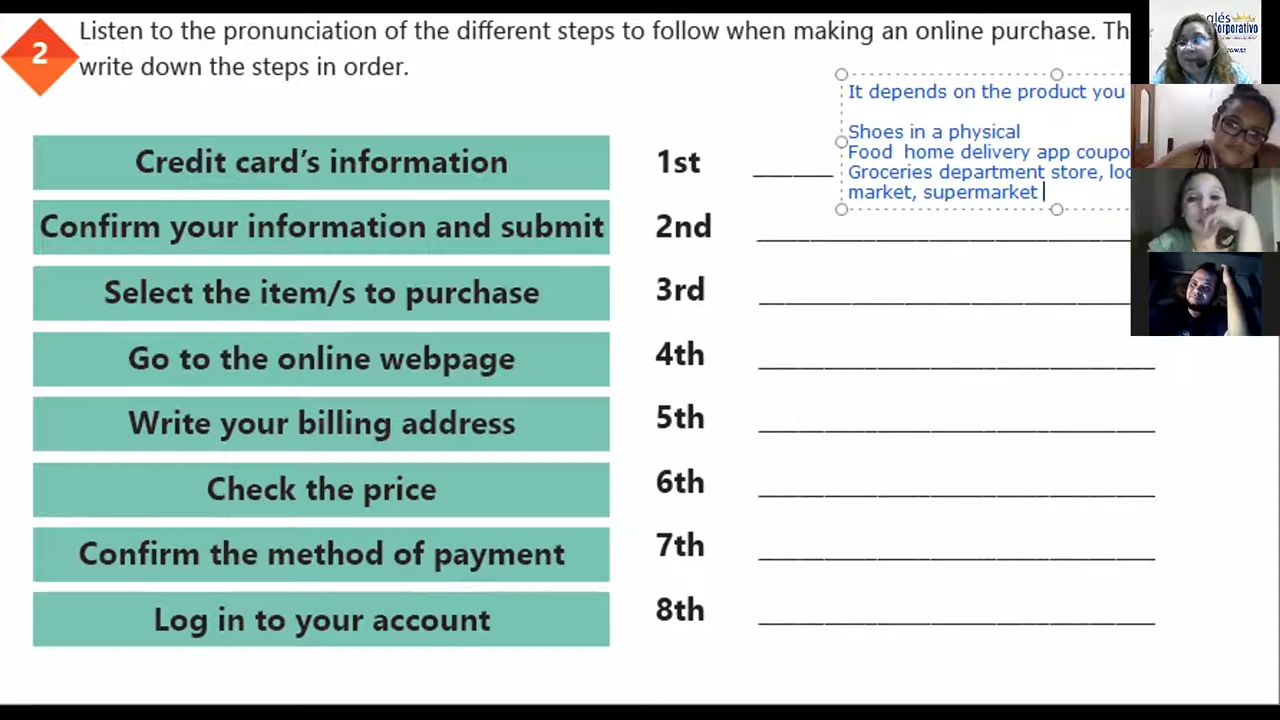 2
Listen to the pronunciation of the different steps to follow when making an online purchase.
write down the steps in order.
It depends on the product you
Shoes in a physical
Food home delivery app
Groceries department store,
market, supermarket
Credit card's information
Confirm your information and submit
Select the item/s to purchase
Go to the online webpage
Write your billing address
Check the price
Confirm the method of payment
Log in to your account
1st
2nd
3rd
4th
5th
6th
7th
8th